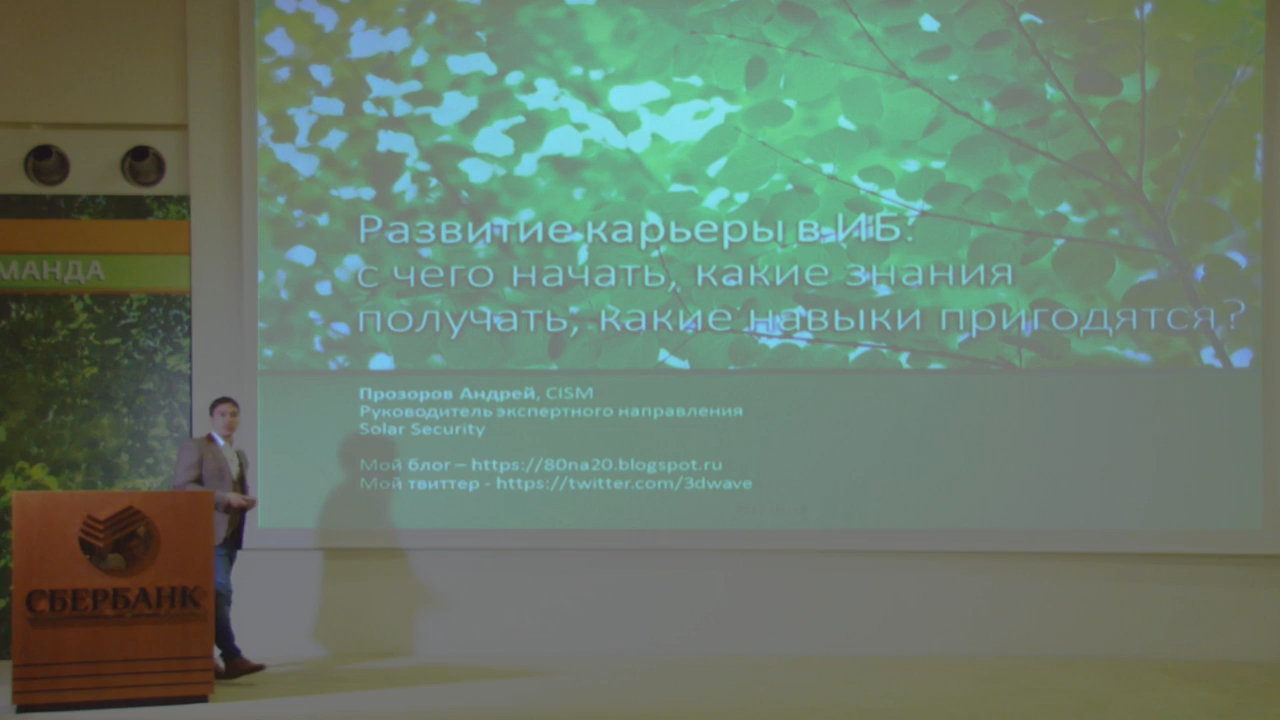 Развитие карьеры в ИБ:
с чего начать, какие знания
получать, какие навыки пригодятся?
Прозоров Андрей, CISM
Руководитель экспертного направления
Solar Security
Мой блог – https://80na20.blogspot.ru
Мой твиттер - https://twitter.com/3dwave
МАНДА
СБЕРБАНК